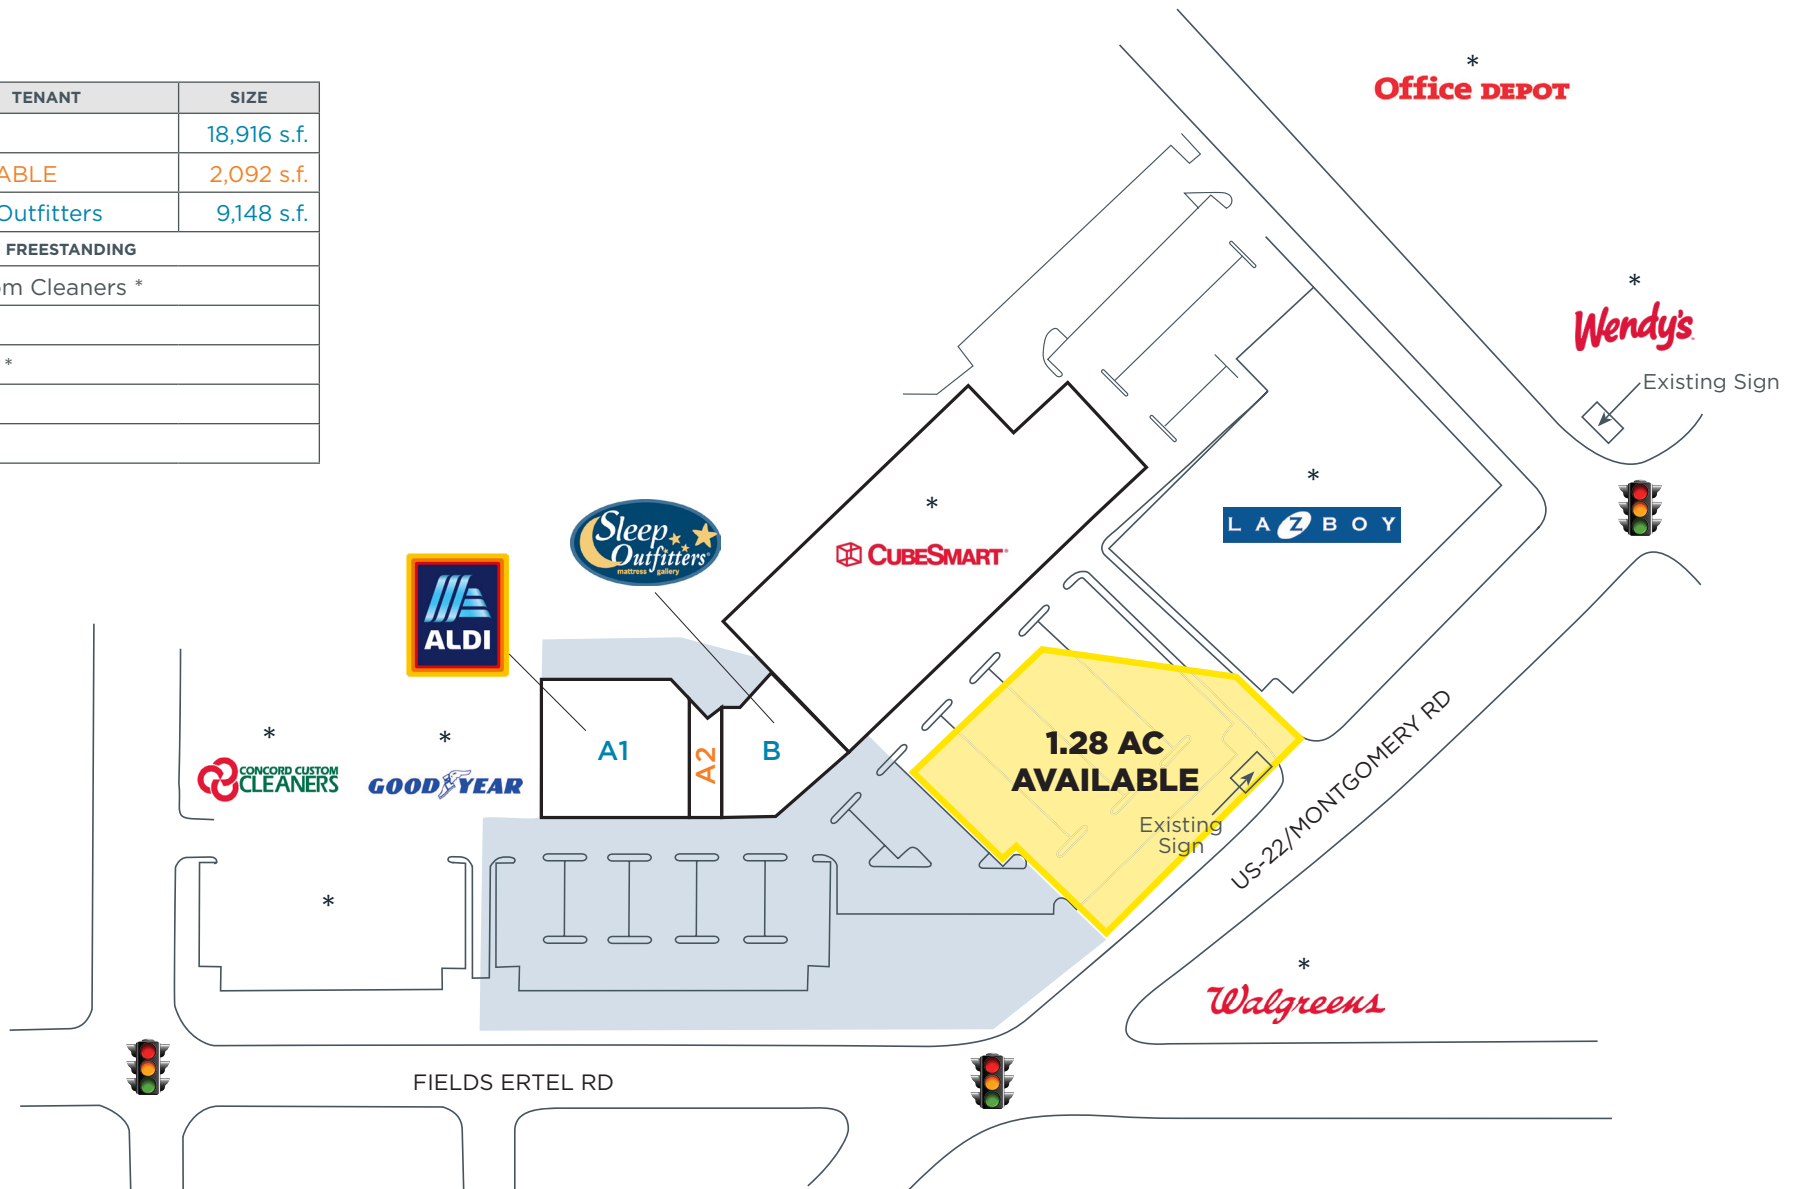 TENANT SIZE
18,916 s.f.
ABLE 2,092 s.f.
Outfitters 9,148 s.f.
FREESTANDING
om Cleaners *
*
*
Office DEPOT
*
Wendy's
Existing Sign
*
LA Z BOY
*
CUBESMART
Sleep
Outfitters
mattress gallery
ALDI
*
CONCORD CUSTOM
CLEANERS
*
GOODYEAR
A1
A2
B
1.28 AC
AVAILABLE
Existing
Sign
US-22/MONTGOMERY RD
*
*
Walgreens
FIELDS ERTEL RD